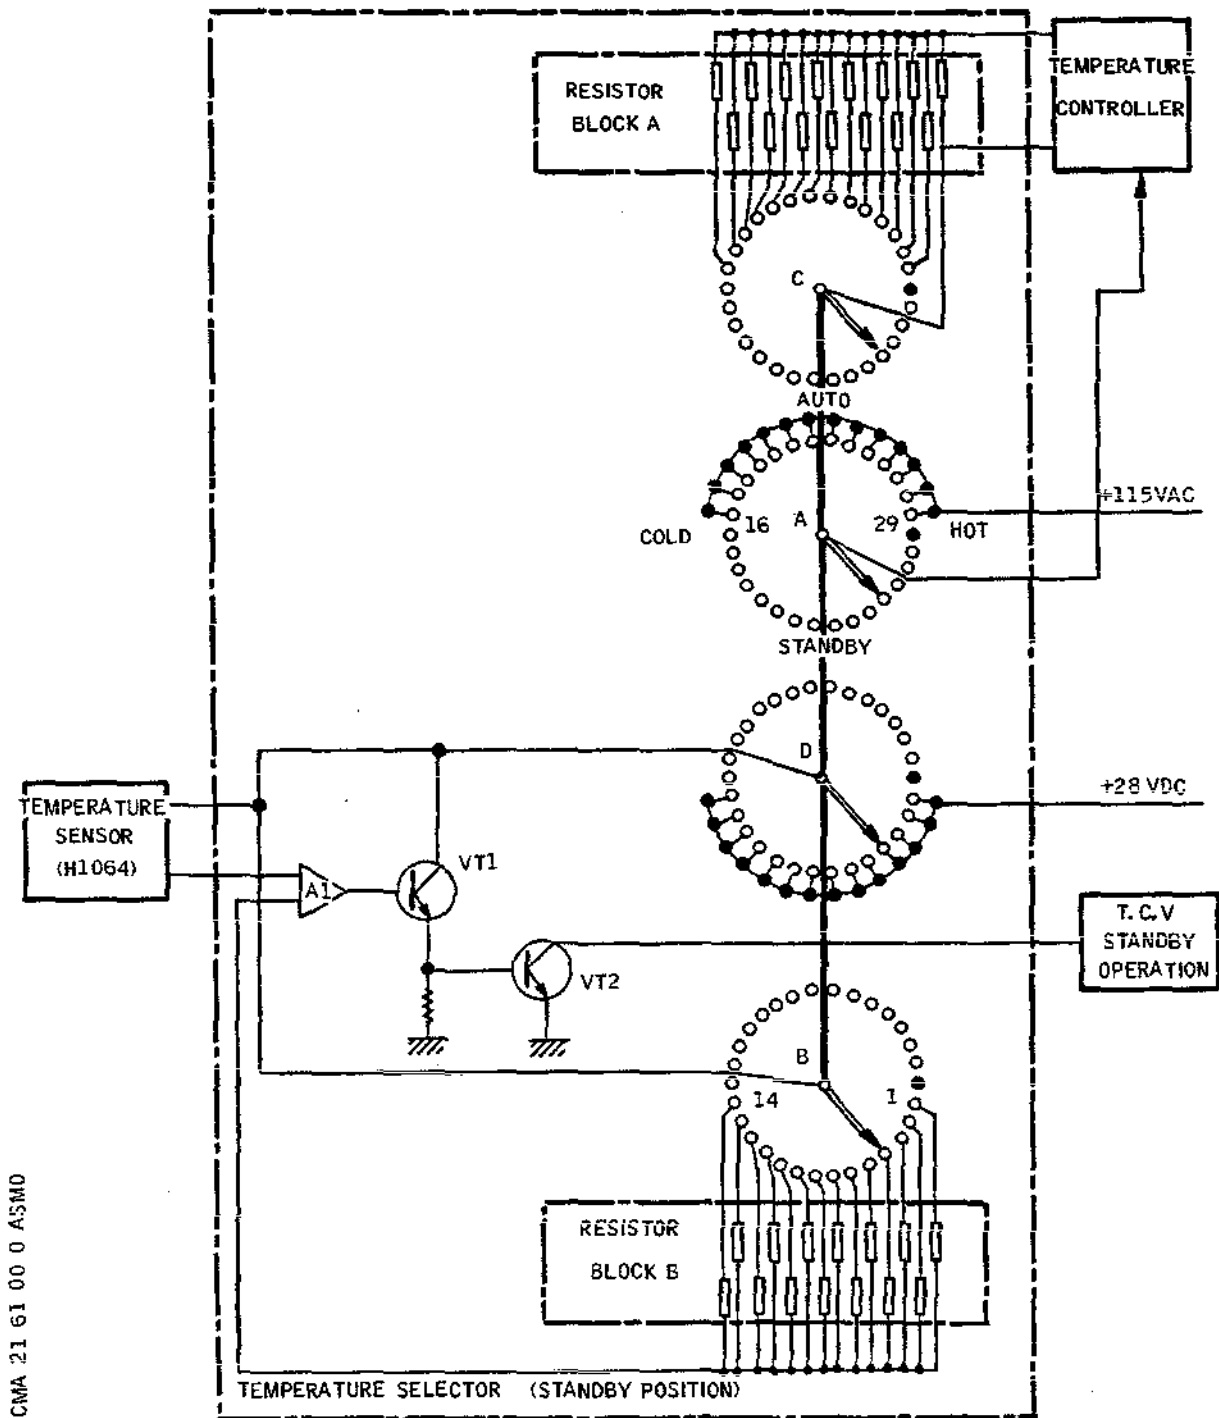 RESISTOR
BLOCK A
TEMPERATURE
CONTROLLER
C
AUTO
+115VAC
COLD
16
A
29
HOT
STANDBY
D
+28 VDC
TEMPERATURE
SENSOR
(H1064)
A1
VT1
VT2
T.C.V
STANDBY
OPERATION
B
14
1
RESISTOR
BLOCK B
TEMPERATURE SELECTOR (STANDBY POSITION)
CMA 21 61 00 0 ASM0